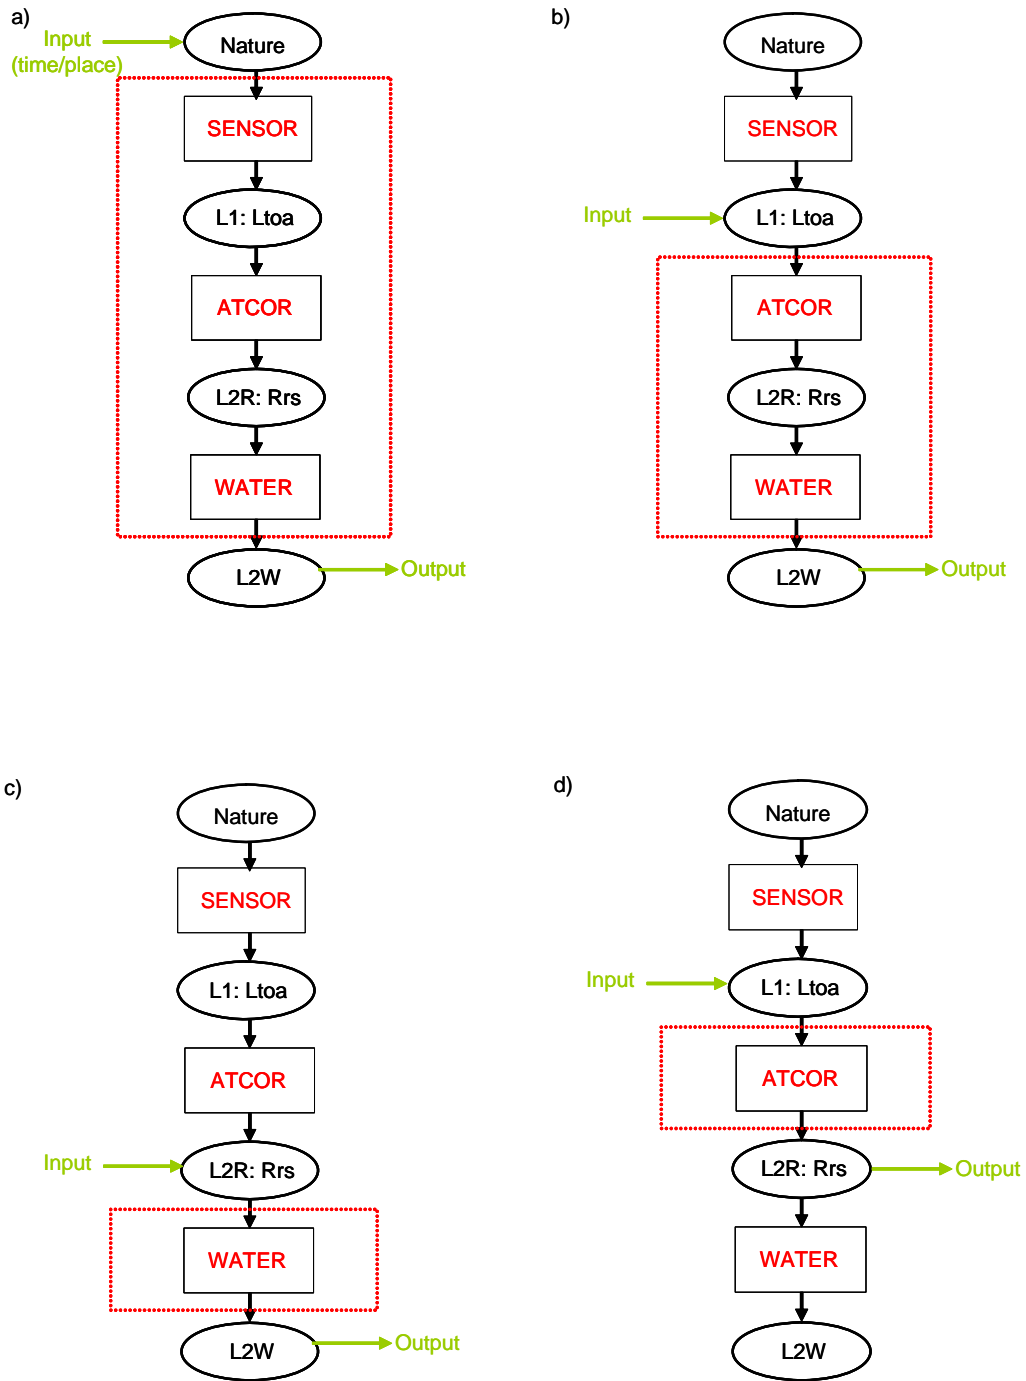 a)
Input
(time/place)
Nature
SENSOR
L1: Ltoa
ATCOR
L2R: Rrs
WATER
L2W
Output
b)
Nature
SENSOR
Input
L1: Ltoa
ATCOR
L2R: Rrs
WATER
L2W
Output
c)
Nature
SENSOR
L1: Ltoa
ATCOR
Input
L2R: Rrs
WATER
L2W
Output
d)
Nature
SENSOR
Input
L1: Ltoa
ATCOR
L2R: Rrs
Output
WATER
L2W